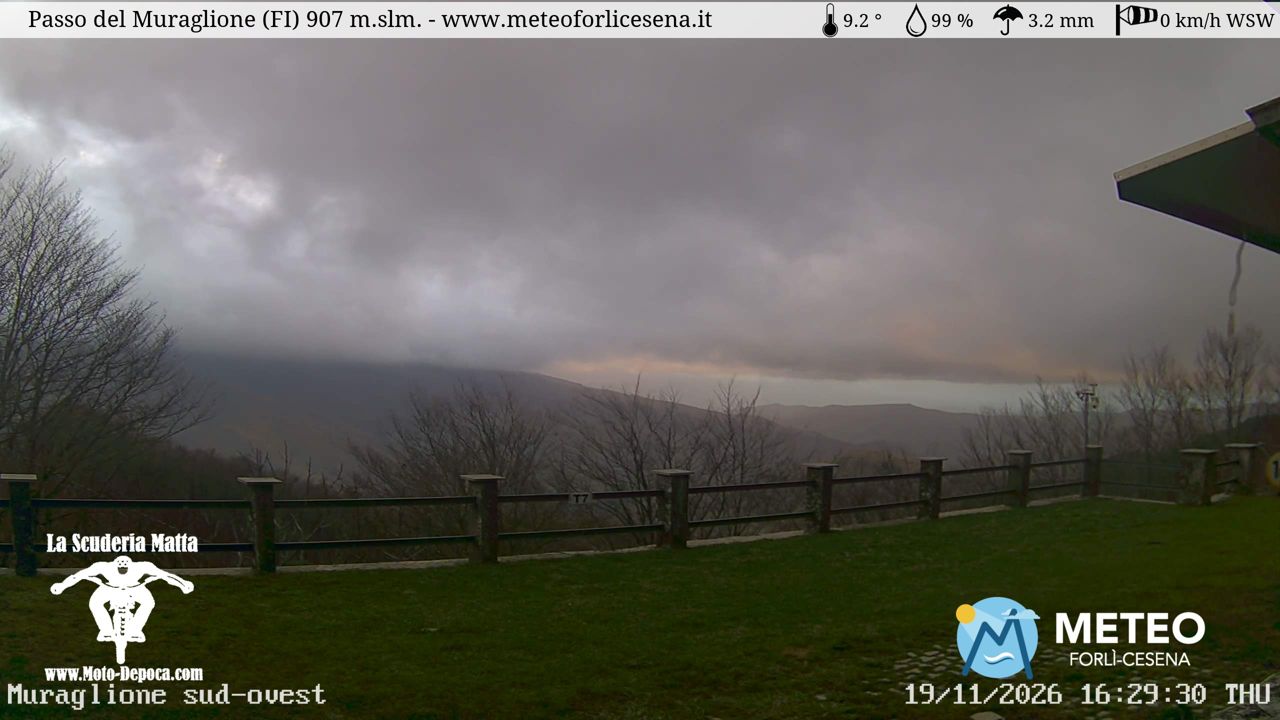 Passo del Muraglione (FI) 907 m.slm. - www.meteoforlicesena.it 9.2 ° 99 % 3.2 mm 0 km/h WSW
T7
La Scuderia Matta
www.Moto-Depoca.com
METEO
FORLÌ-CESENA
Muraglione sud-ovest 19/11/2026 16:29:30 THU